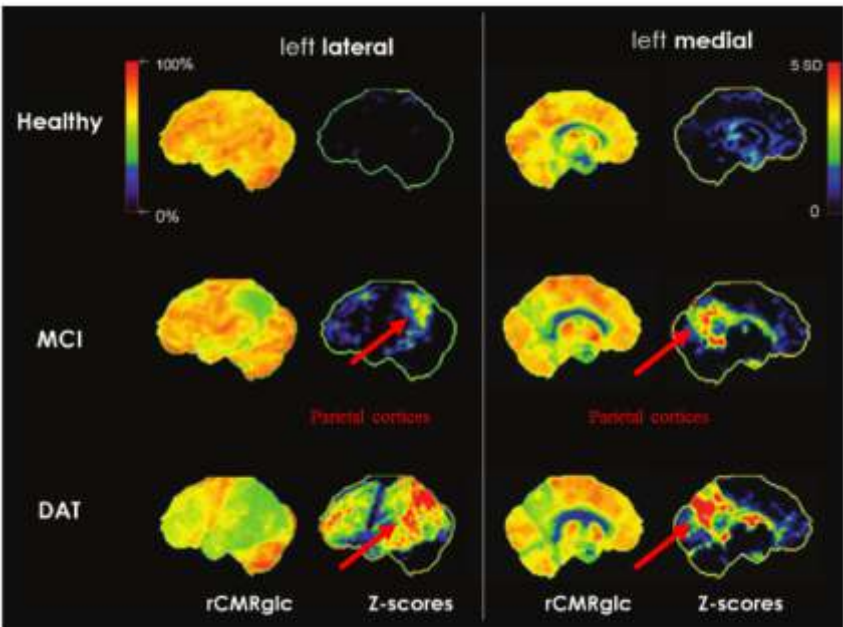 left lateral
left medial
100%
5 SD
Healthy
0%
0
MCI
Parietal cortices
Parietal cortices
DAT
rCMRglc
Z-scores
rCMRglc
Z-scores